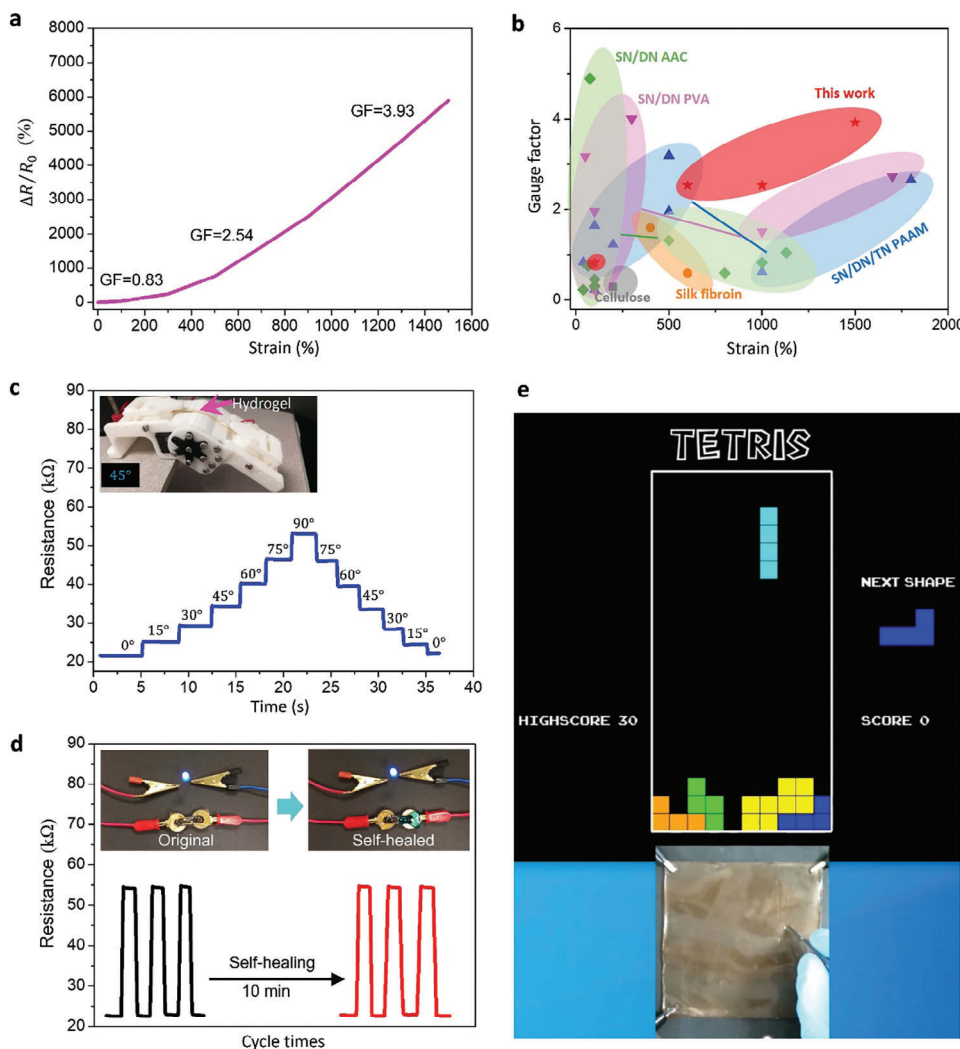 a
8000
7000
6000
5000
4000
3000
2000
1000
0
ΔR/R₀ (%)
GF=0.83
GF=2.54
GF=3.93
0 200 400 600 800 1000 1200 1400 1600
Strain (%)
b
6
4
2
0
Gauge factor
SN/DN AAC
SN/DN PVA
This work
SN/DN/TN PAAM
Cellulose
Silk fibroin
0 500 1000 1500 2000
Strain (%)
c
90
80
70
60
50
40
30
20
Resistance (kΩ)
Hydrogel
45°
0° 15° 30° 45° 60° 75° 90° 75° 60° 45° 30° 15° 0°
0 5 10 15 20 25 30 35 40
Time (s)
d
90
80
70
60
50
40
30
20
Resistance (kΩ)
Original
Self-healed
Self-healing
10 min
Cycle times
e
TETRIS
NEXT SHAPE
HIGHSCORE 30
SCORE 0